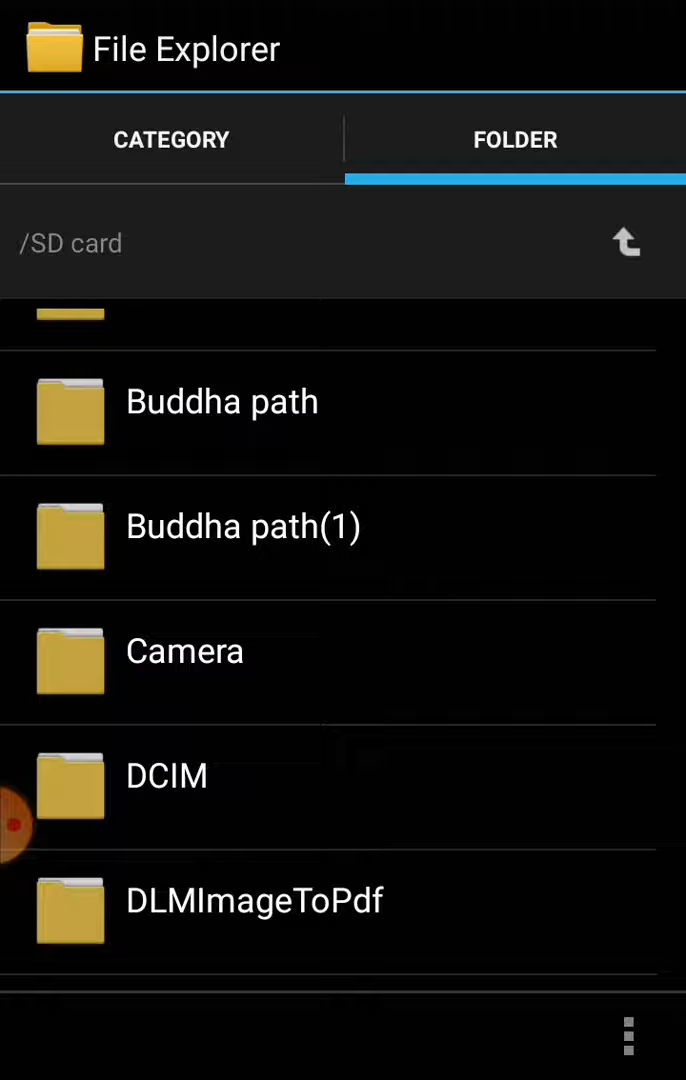 File Explorer
CATEGORY
FOLDER
/SD card
Buddha path
Buddha path(1)
Camera
DCIM
DLMImageToPdf